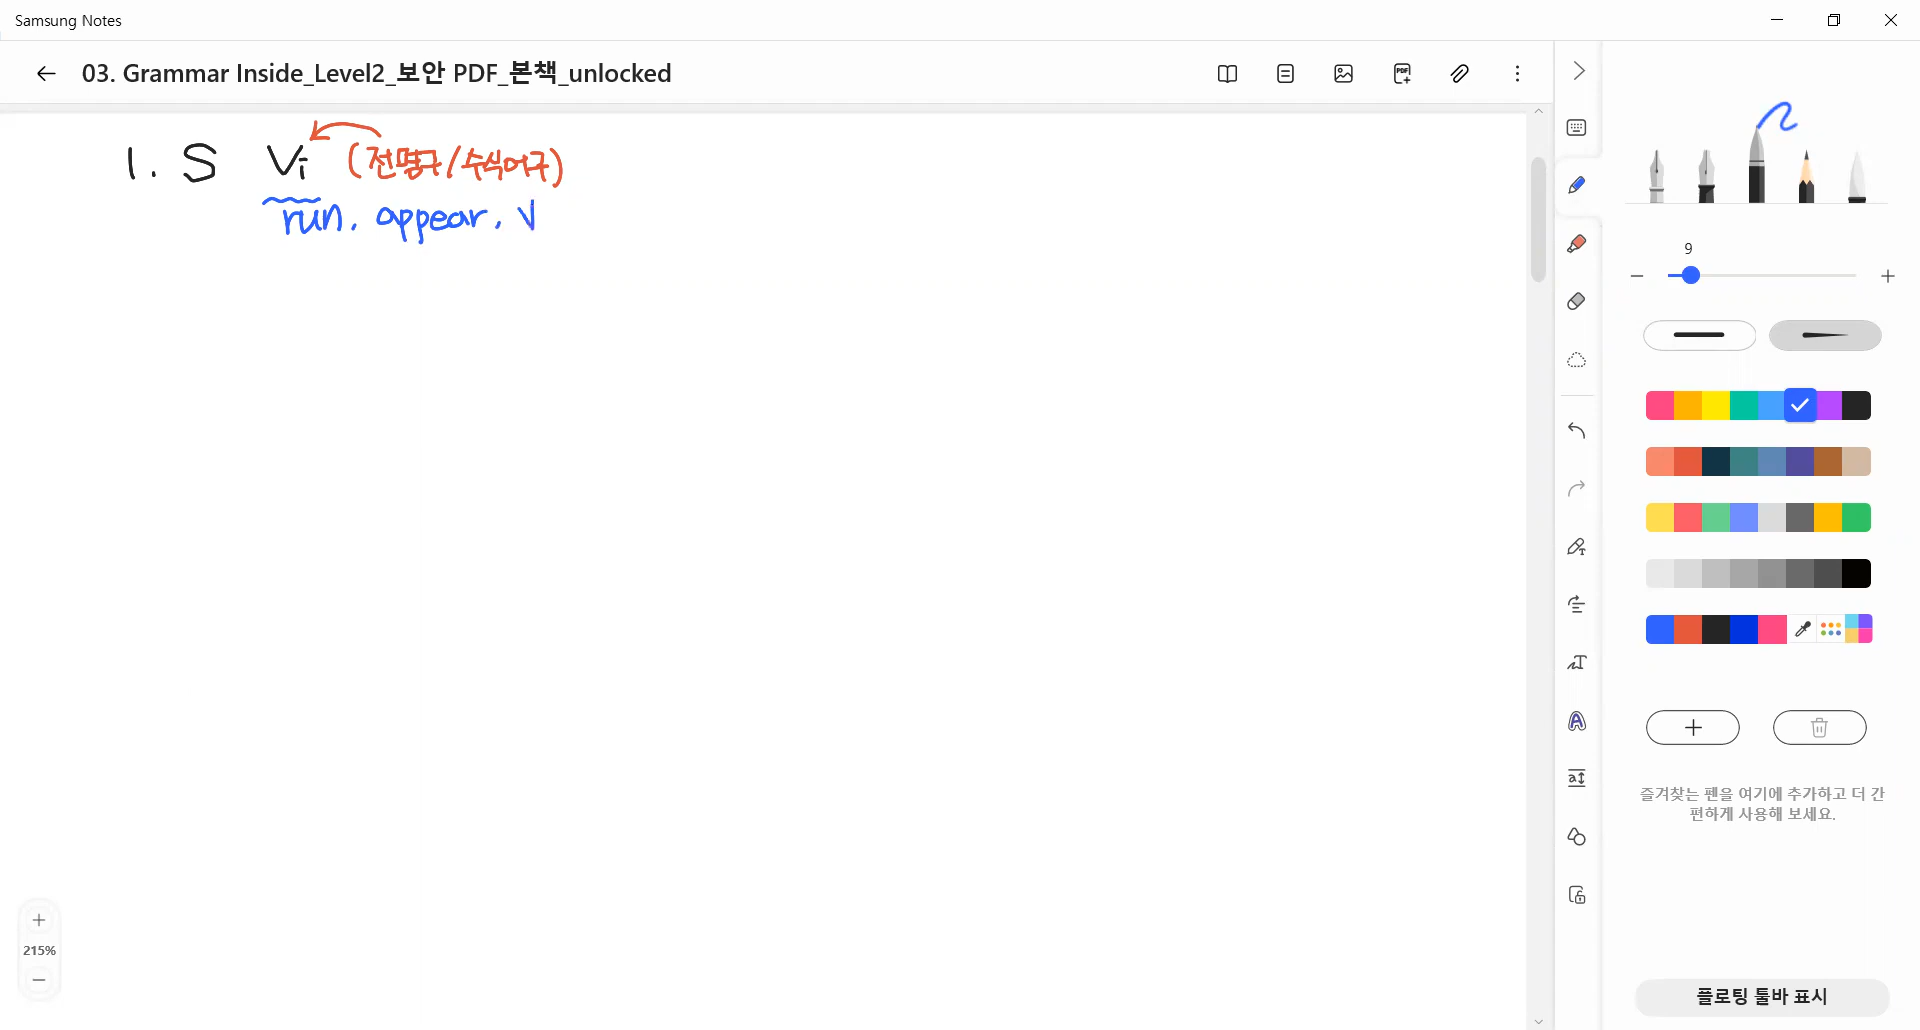 Samsung Notes
03. Grammar Inside_Level2_보안 PDF_본책_unlocked
1. S Vi (전명구/수식어구)
run. appear.
9
215%
즐겨찾는 펜을 여기에 추가하고 더 간
편하게 사용해 보세요.
플로팅 툴바 표시